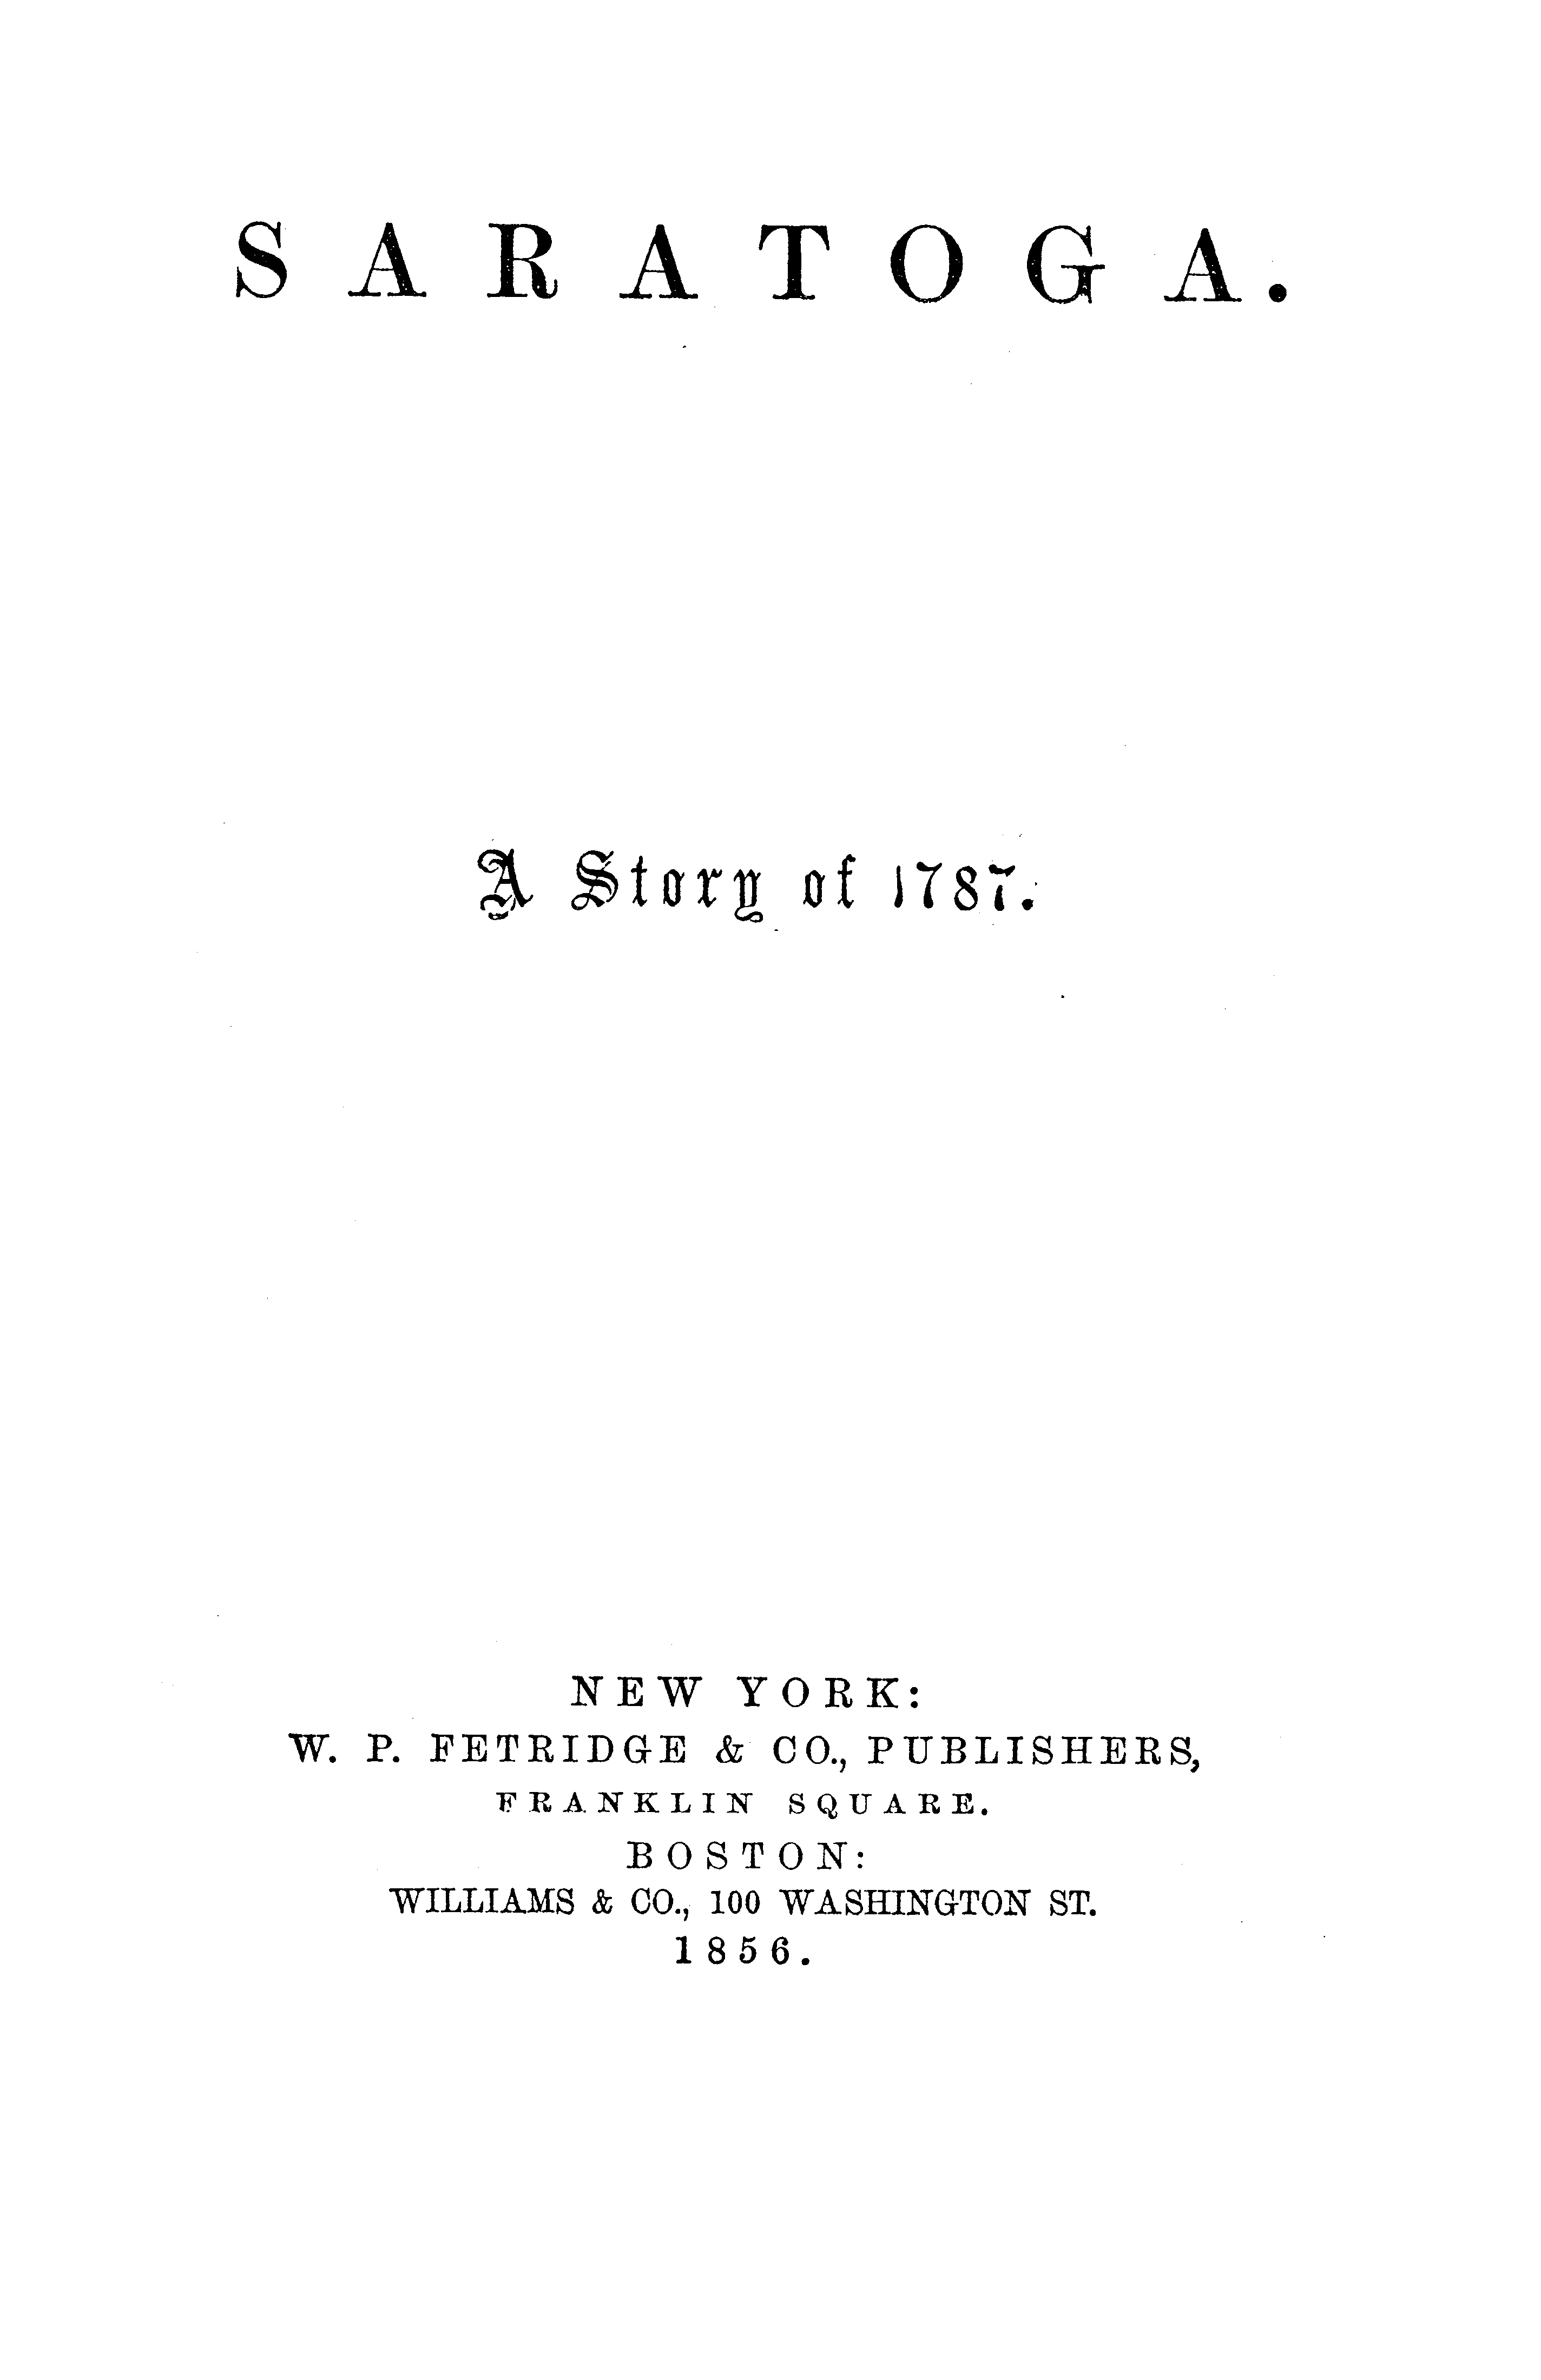 SARATOGA.
A Story of 1787.
NEW YORK:
W. P. FETRIDGE & CO., PUBLISHERS,
FRANKLIN SQUARE.
BOSTON:
WILLIAMS & CO., 100 WASHINGTON ST.
1856.